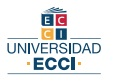 E C
C I
UNIVERSIDAD
· ECCI ·